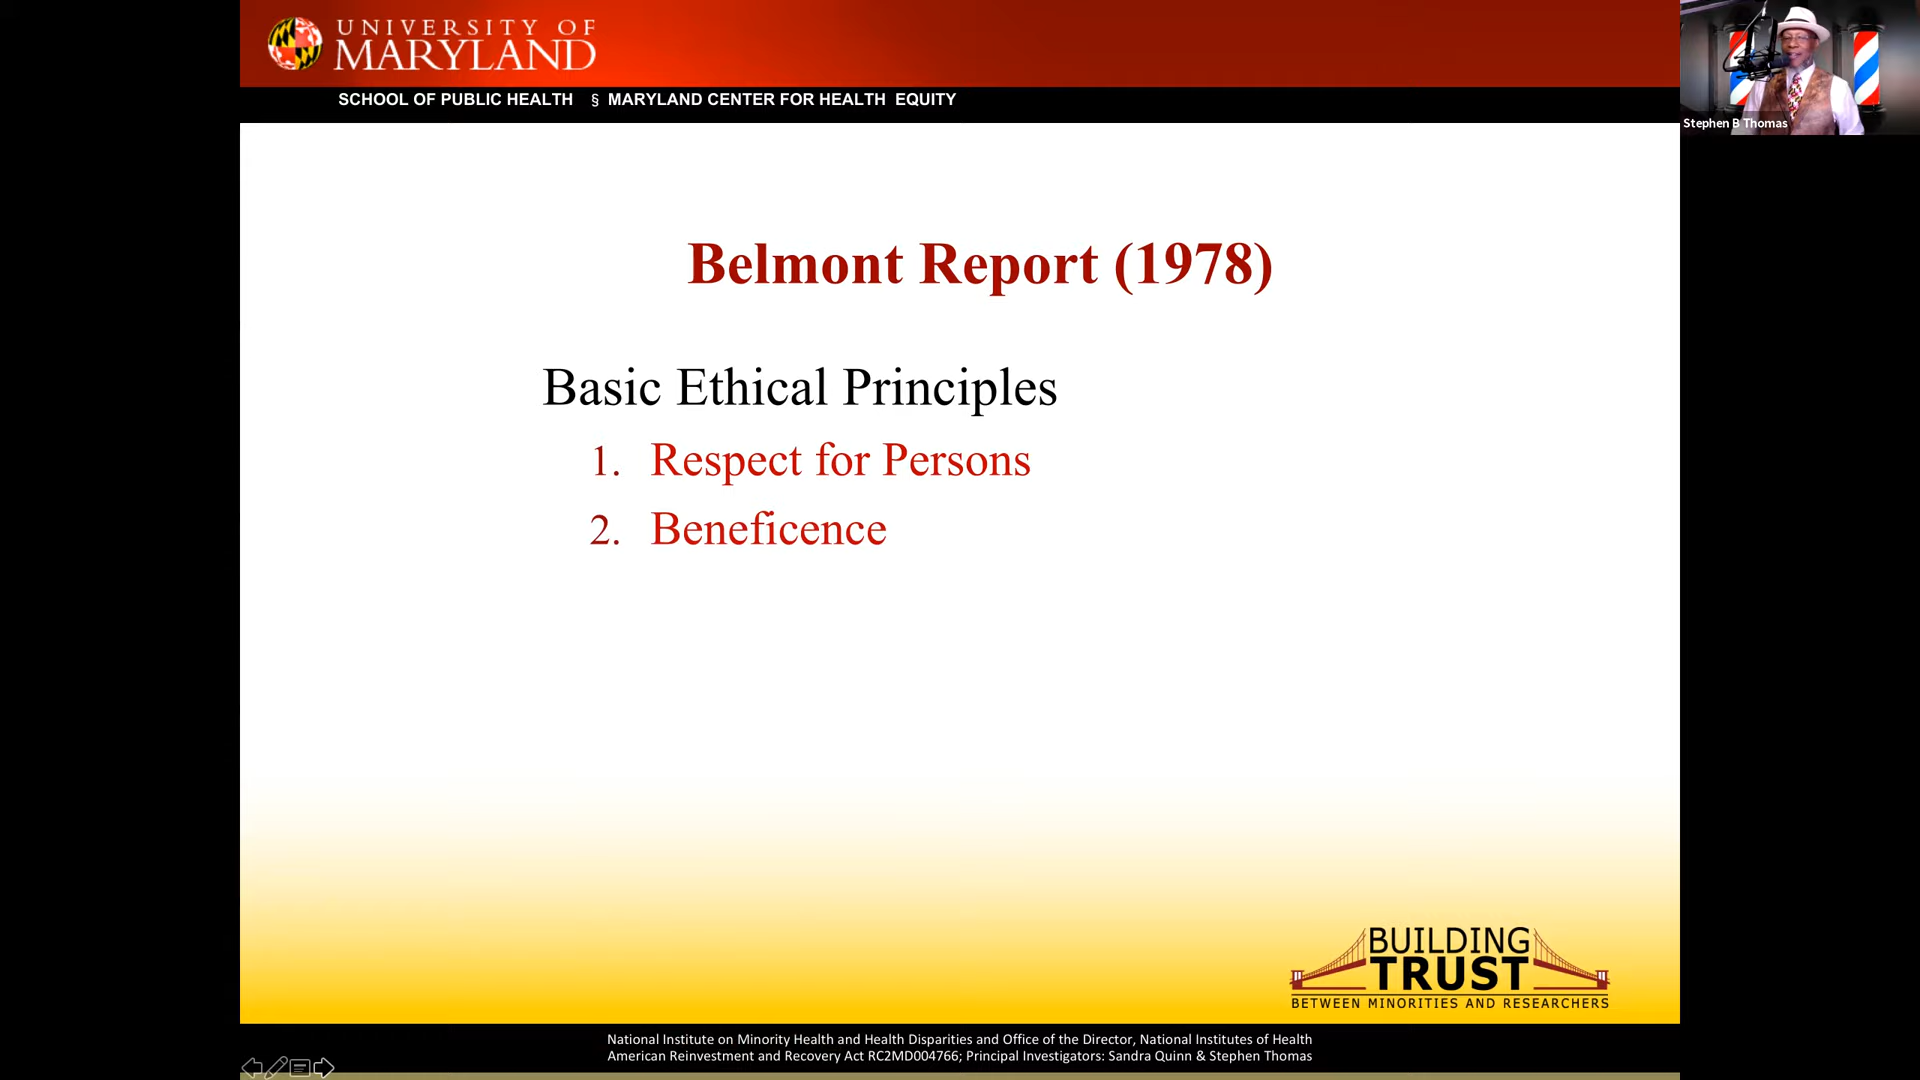 UNIVERSITY OF
MARYLAND
SCHOOL OF PUBLIC HEALTH § MARYLAND CENTER FOR HEALTH EQUITY
Stephen B Thomas
Belmont Report (1978)
Basic Ethical Principles
1. Respect for Persons
2. Beneficence
BUILDING
TRUST
BETWEEN MINORITIES AND RESEARCHERS
National Institute on Minority Health and Health Disparities and Office of the Director, National Institutes of Health
American Reinvestment and Recovery Act RC2MD004766; Principal Investigators: Sandra Quinn & Stephen Thomas